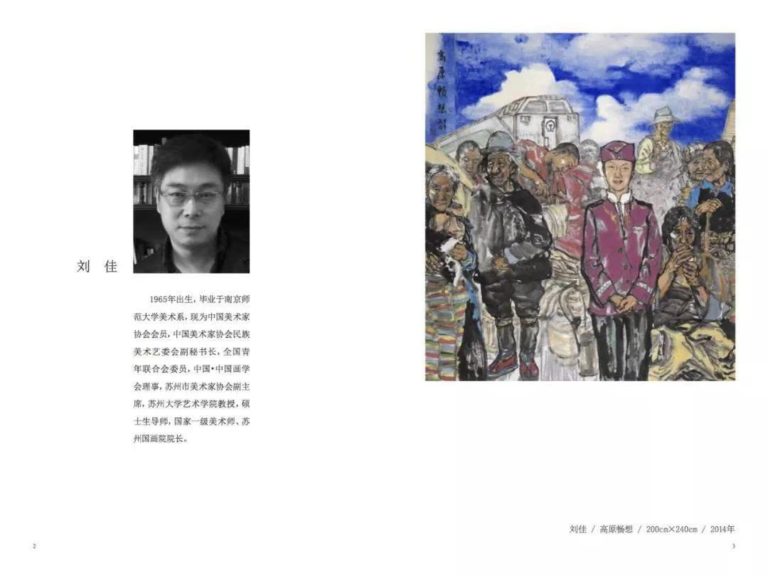 刘 佳
1965年出生，毕业于南京师
范大学美术系，现为中国美术家
协会会员，中国美术家协会民族
美术艺委会副秘书长，全国青
年联合会委员，中国•中国画学
会理事，苏州市美术家协会副主
席，苏州大学艺术学院教授，硕
士生导师，国家一级美术师、苏
州国画院院长。
2
高原畅想
刘佳 / 高原畅想 / 200cm×240cm / 2014年
3